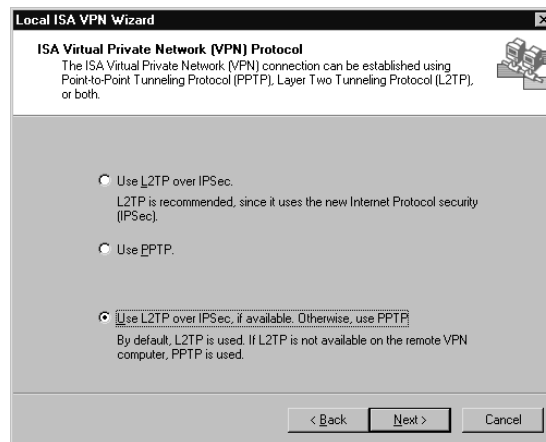 Local ISA VPN Wizard
ISA Virtual Private Network (VPN) Protocol
The ISA Virtual Private Network (VPN) connection can be established using
Point-to-Point Tunneling Protocol (PPTP), Layer Two Tunneling Protocol (L2TP),
or both.
Use L2TP over IPSec.
L2TP is recommended, since it uses the new Internet Protocol security
(IPSec).
Use PPTP.
Use L2TP over IPSec, if available. Otherwise, use PPTP
By default, L2TP is used. If L2TP is not available on the remote VPN
computer, PPTP is used.
< Back Next > Cancel